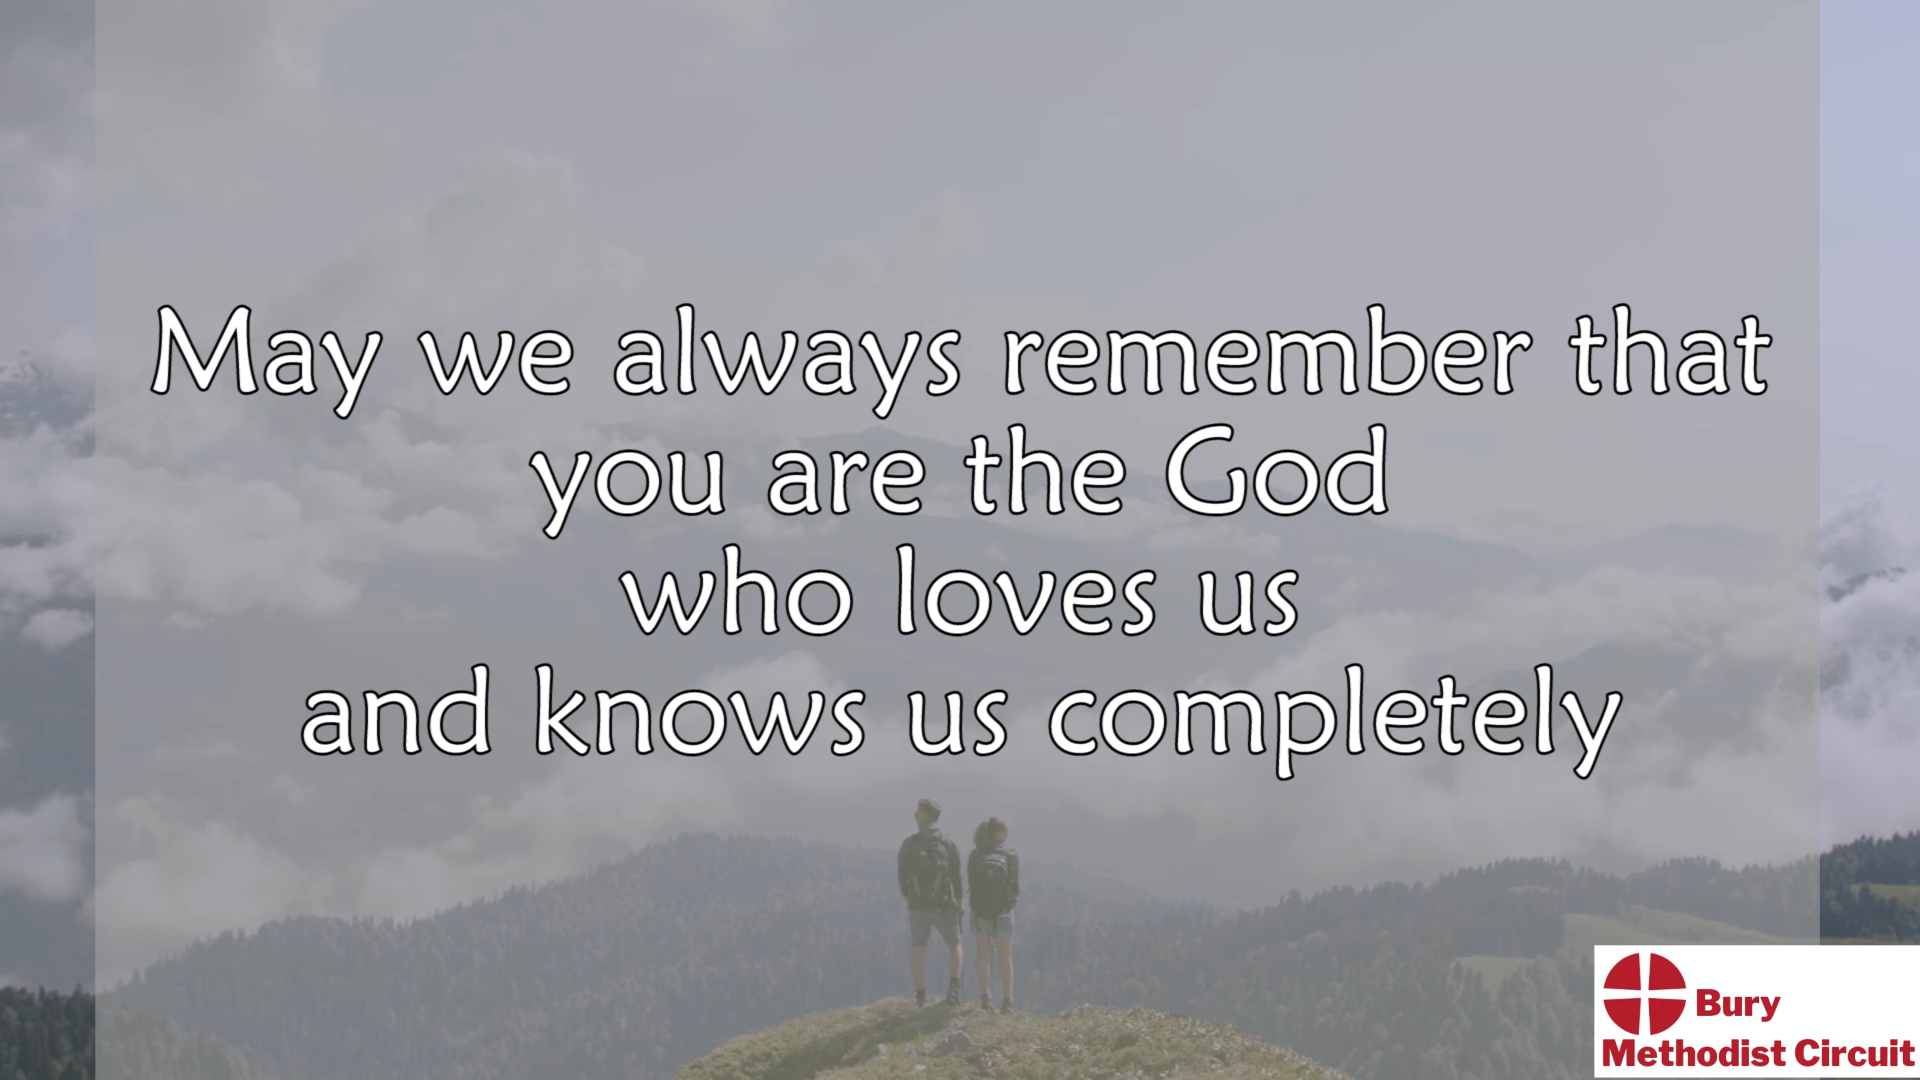 May we always remember that
you are the God
who loves us
and knows us completely
Bury
Methodist Circuit